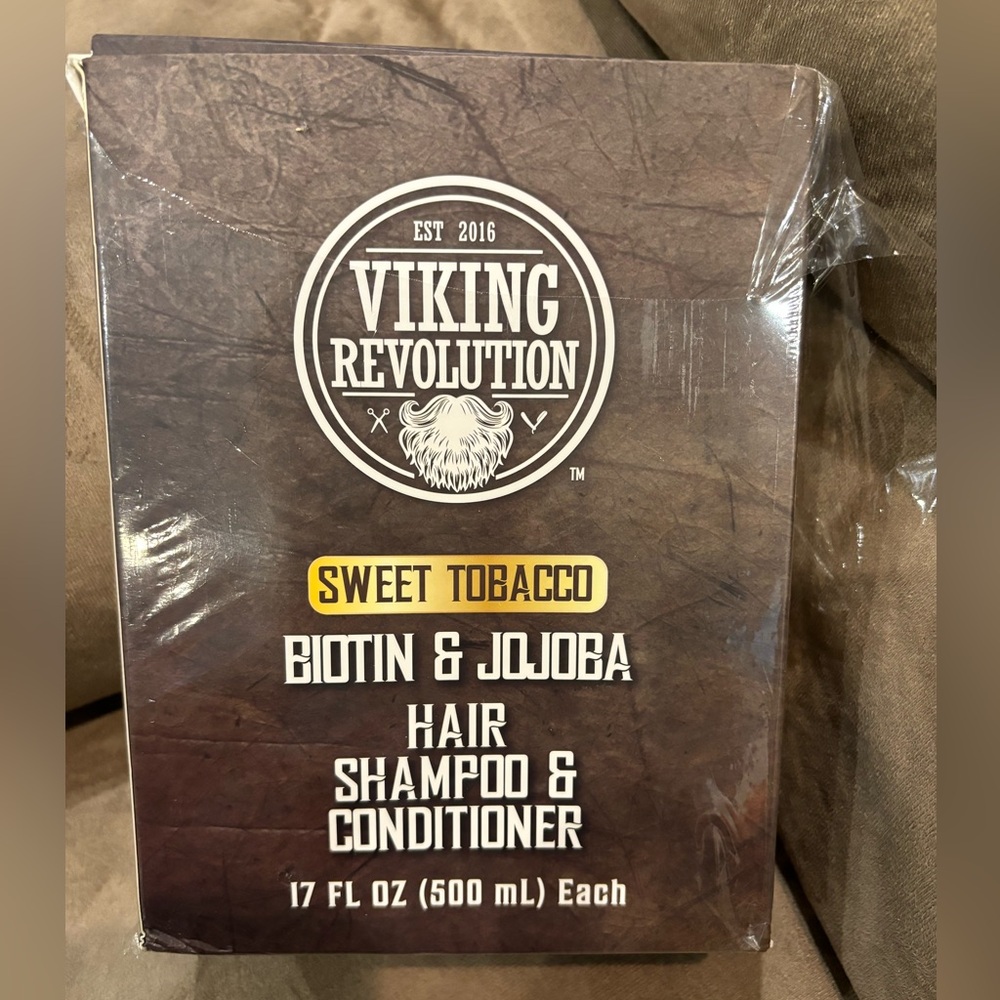 EST 2016
VIKING
REVOLUTION
TM
SWEET TOBACCO
BIOTIN & JOJOBA
HAIR
SHAMPOO &
CONDITIONER
17 FL OZ (500 mL) Each